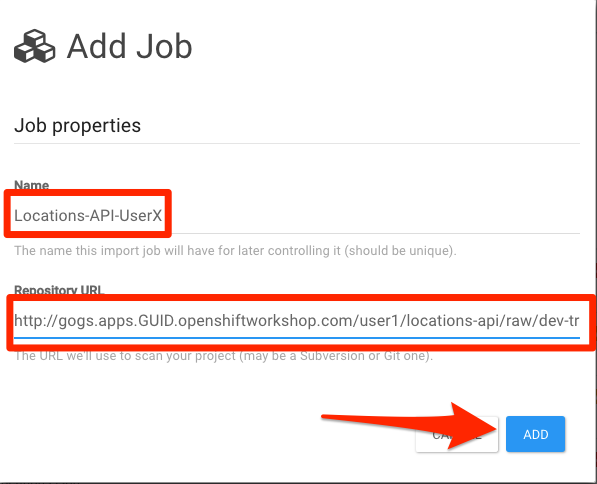 Add Job
Job properties
Name
Locations-API-UserX
The name this import job will have for later controlling it (should be unique).
Repository URL
http://gogs.apps.GUID.openshiftworkshop.com/user1/locations-api/raw/dev-tr
The URL we'll use to scan your project (may be a Subversion or Git one).
ADD